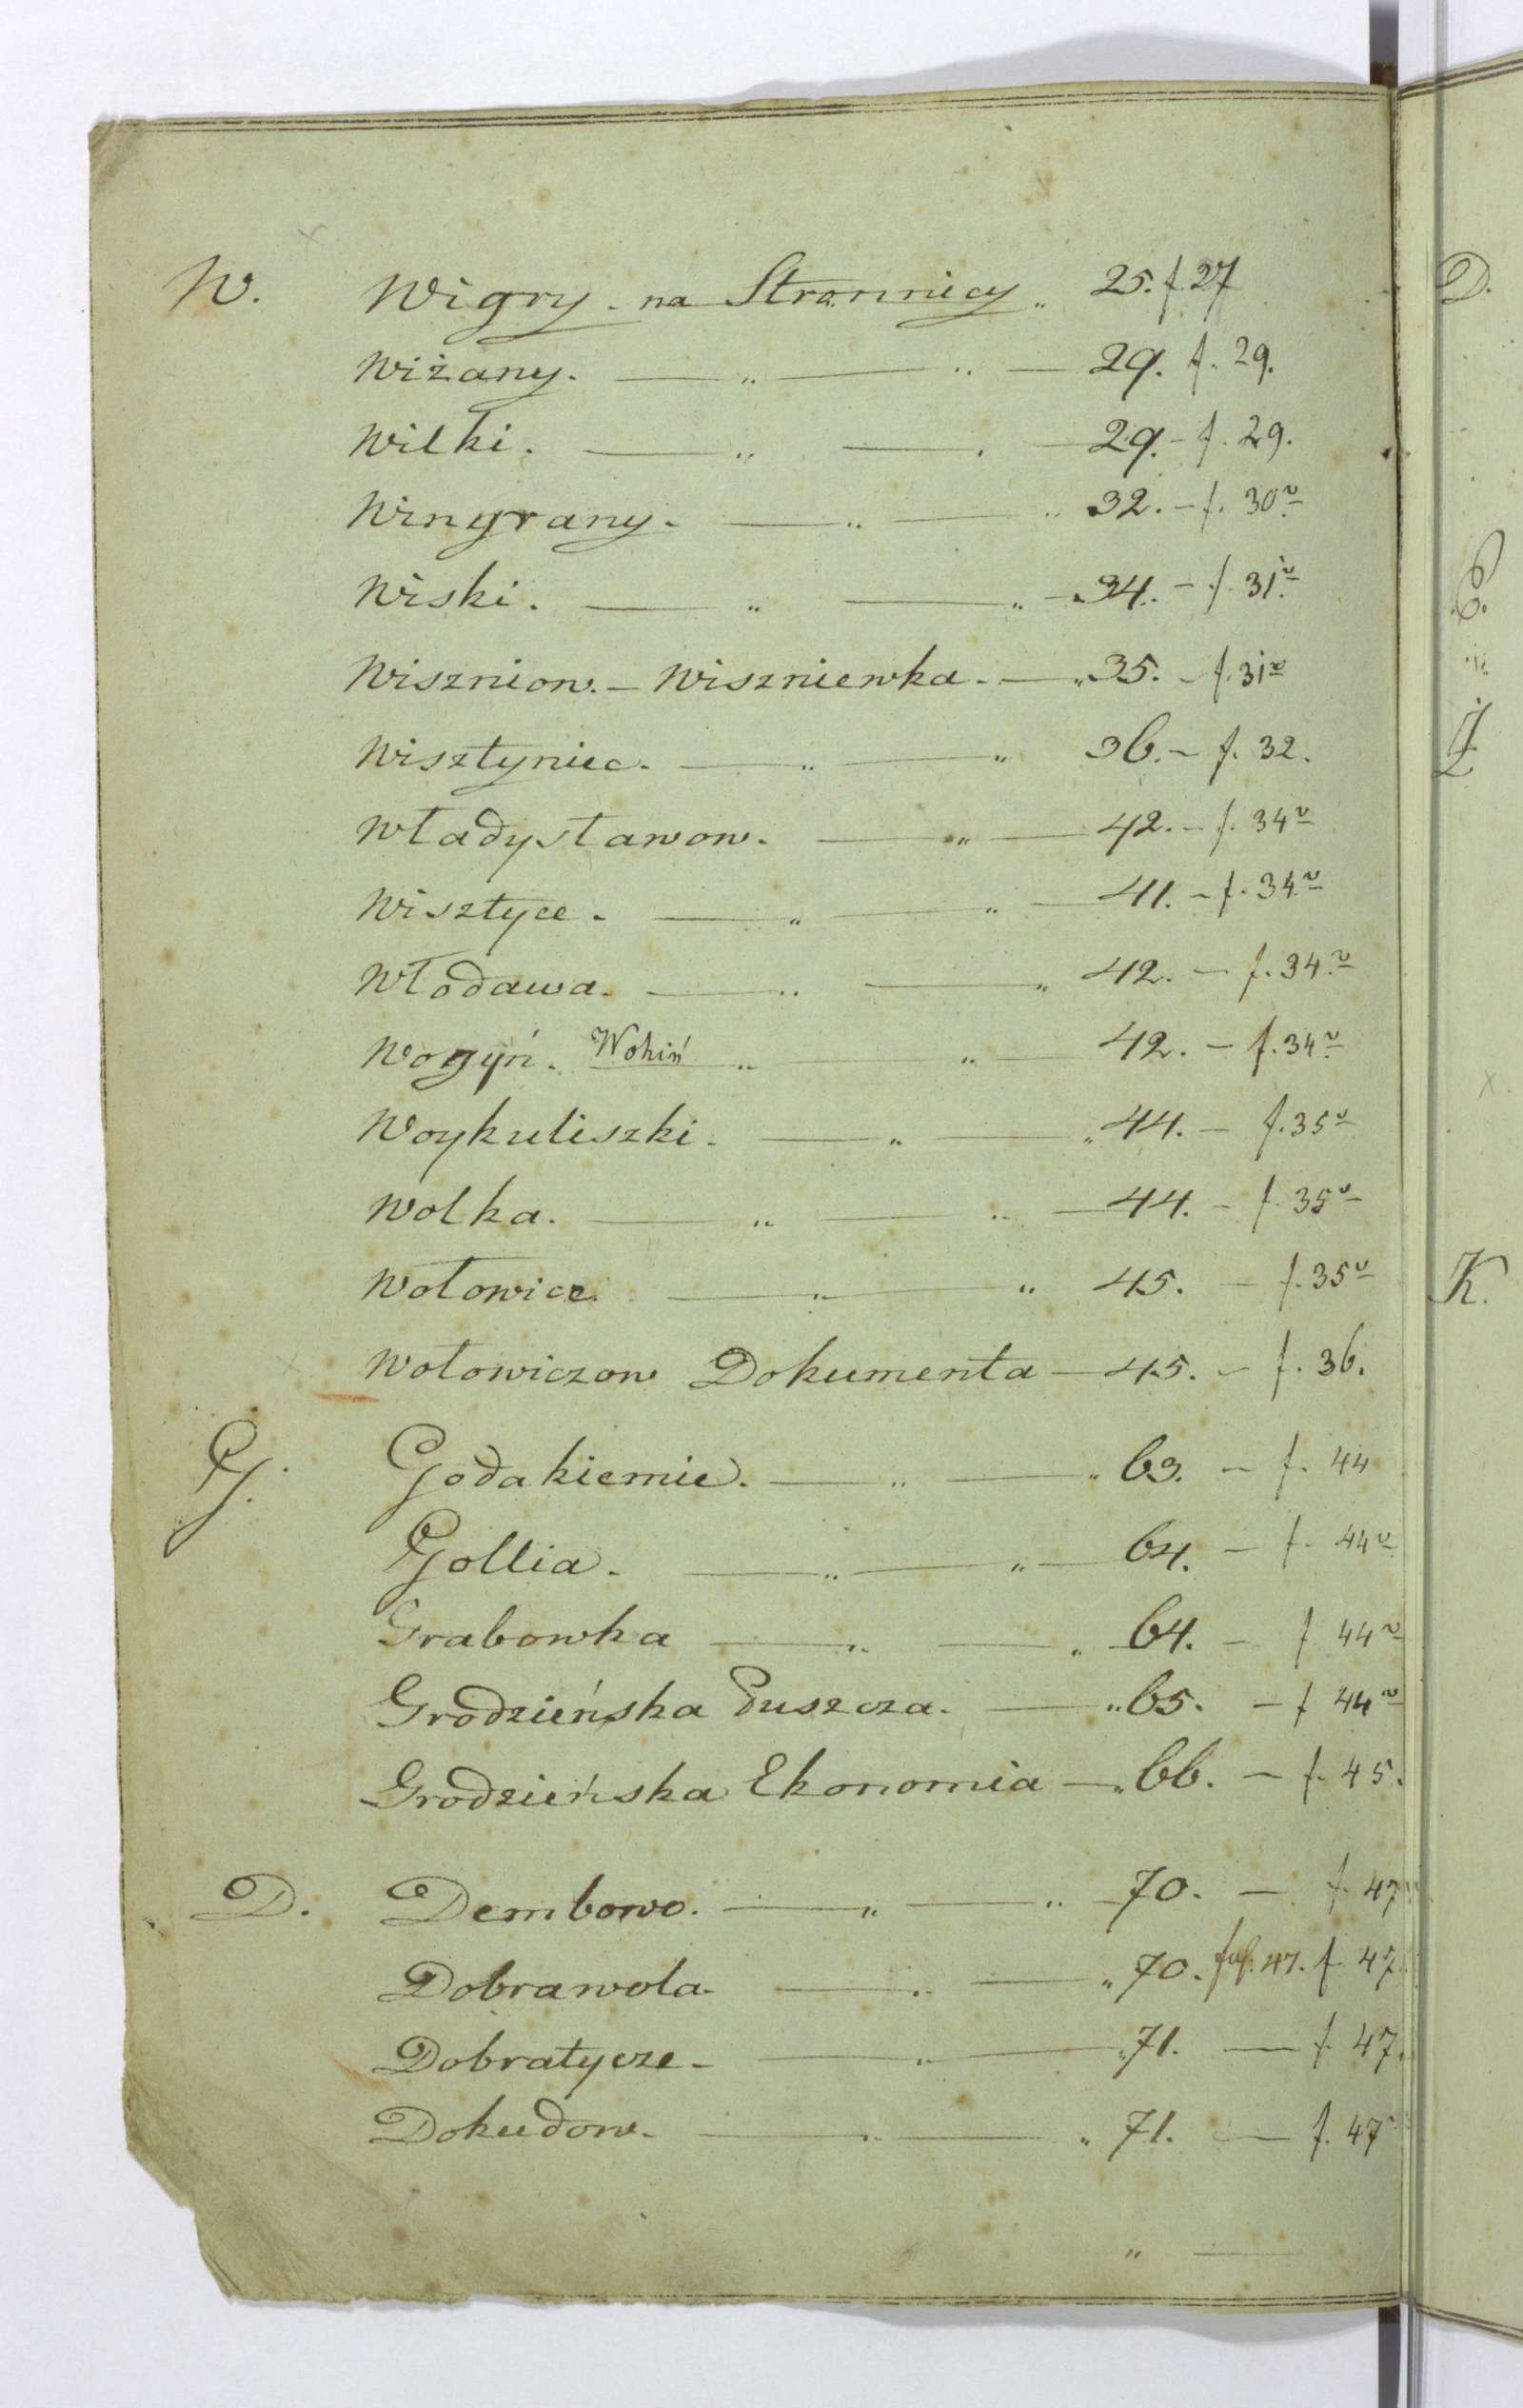 W. Wigry. na Stronnicy „ 25. f 27
Wiżany. — „ — „ — 29. f. 29.
Wilki. — „ — . — 29. – f. 29.
Wingrany. — „ — „ 32. – f. 30v
Wiski. — „ — „ – 34. – f. 31v
Wiszniow. – Wiszniewka. — „ 35. – f. 31v
Wisztyniec. — „ — „ 36. – f. 32.
Władysławow. — „ — 42. – f. 34v
Wisztyce. — „ — „ — 41. – f. 34v
Włodawa. — „ — „ 42. – f. 34v
Wogyń. Wohiń „ — „ — 42. – f. 34v
Woykuliszki. — „ — „ 44. – f. 35v
Wolka. — „ — „ — 44. – f. 35v
Wołowicz. — „ — „ 45. – f. 35v
Wołowiczow Dokumenta — 45. – f. 36.
G. Godakiemie. — „ — „ 63. – f. 44
Gollia. — „ — „ — 64. – f. 44v
Grabowka — „ — „ 64. – f 44v
Grodzieńska Puszcza. — „ 65. – f 44v
Grodzieńska Ekonomia — „ 66. – f. 45.
D. Dembowo. — „ — „ 70. – f. 47
Dobrawola. — „ — „ 70. fol. 47. f. 47.
Dobratycze. — „ — „ 71. — f. 47.
Dokudow. — „ — „ 71. — f. 47
„ —
D.
K.